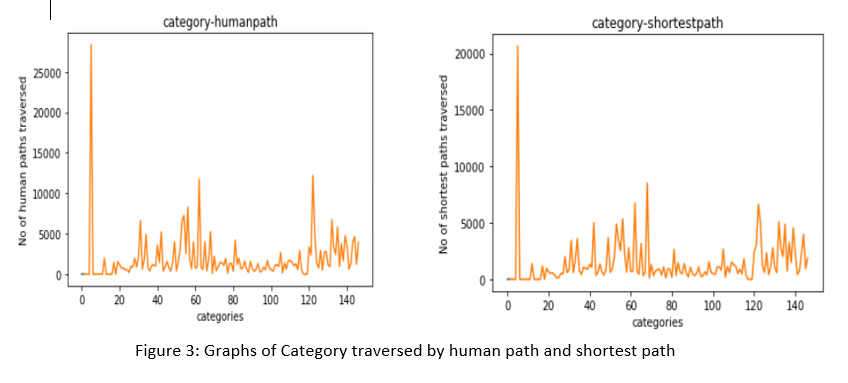 category-humanpath
No of human paths traversed
25000
20000
15000
10000
5000
0
0 20 40 60 80 100 120 140
categories
category-shortestpath
No of shortest paths traversed
20000
15000
10000
5000
0
0 20 40 60 80 100 120 140
categories
Figure 3: Graphs of Category traversed by human path and shortest path